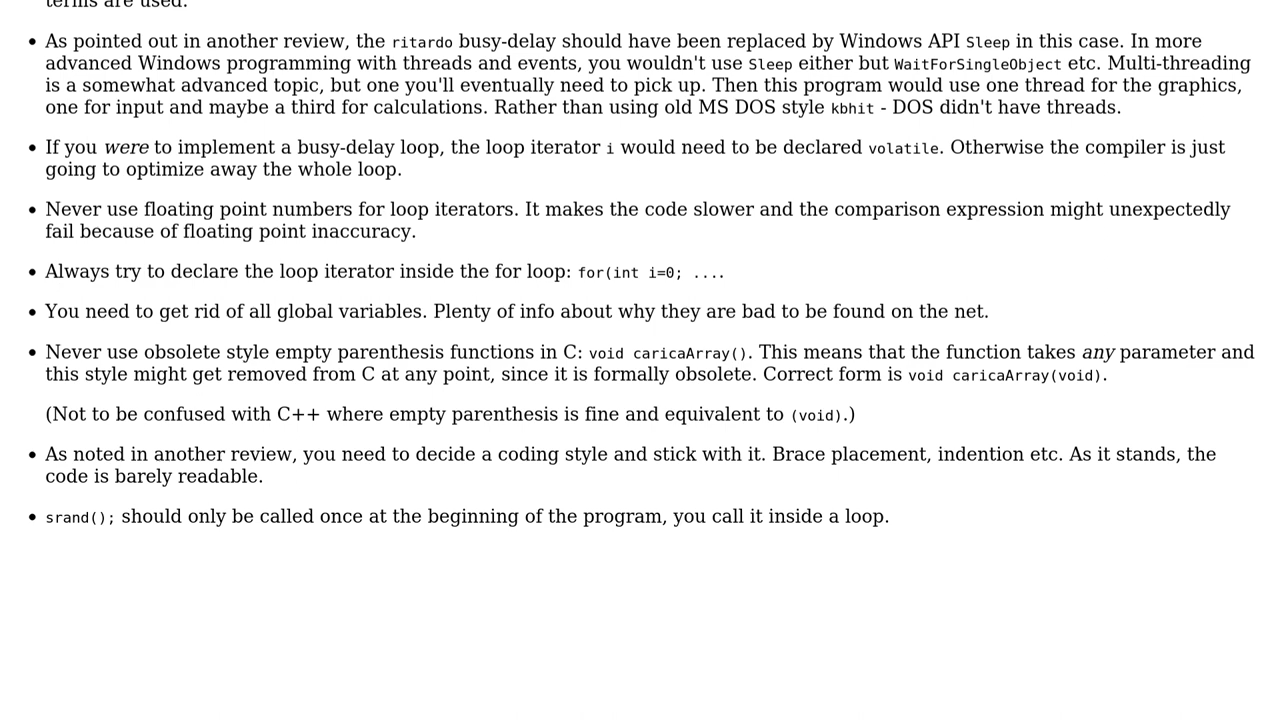 terms are used.
• As pointed out in another review, the ritardo busy-delay should have been replaced by Windows API Sleep in this case. In more
advanced Windows programming with threads and events, you wouldn't use Sleep either but WaitForSingleObject etc. Multi-threading
is a somewhat advanced topic, but one you'll eventually need to pick up. Then this program would use one thread for the graphics,
one for input and maybe a third for calculations. Rather than using old MS DOS style kbhit - DOS didn't have threads.
• If you were to implement a busy-delay loop, the loop iterator i would need to be declared volatile. Otherwise the compiler is just
going to optimize away the whole loop.
• Never use floating point numbers for loop iterators. It makes the code slower and the comparison expression might unexpectedly
fail because of floating point inaccuracy.
• Always try to declare the loop iterator inside the for loop: for(int i=0; ....
• You need to get rid of all global variables. Plenty of info about why they are bad to be found on the net.
• Never use obsolete style empty parenthesis functions in C: void caricaArray(). This means that the function takes any parameter and
this style might get removed from C at any point, since it is formally obsolete. Correct form is void caricaArray(void).
(Not to be confused with C++ where empty parenthesis is fine and equivalent to (void).)
• As noted in another review, you need to decide a coding style and stick with it. Brace placement, indention etc. As it stands, the
code is barely readable.
• srand(); should only be called once at the beginning of the program, you call it inside a loop.